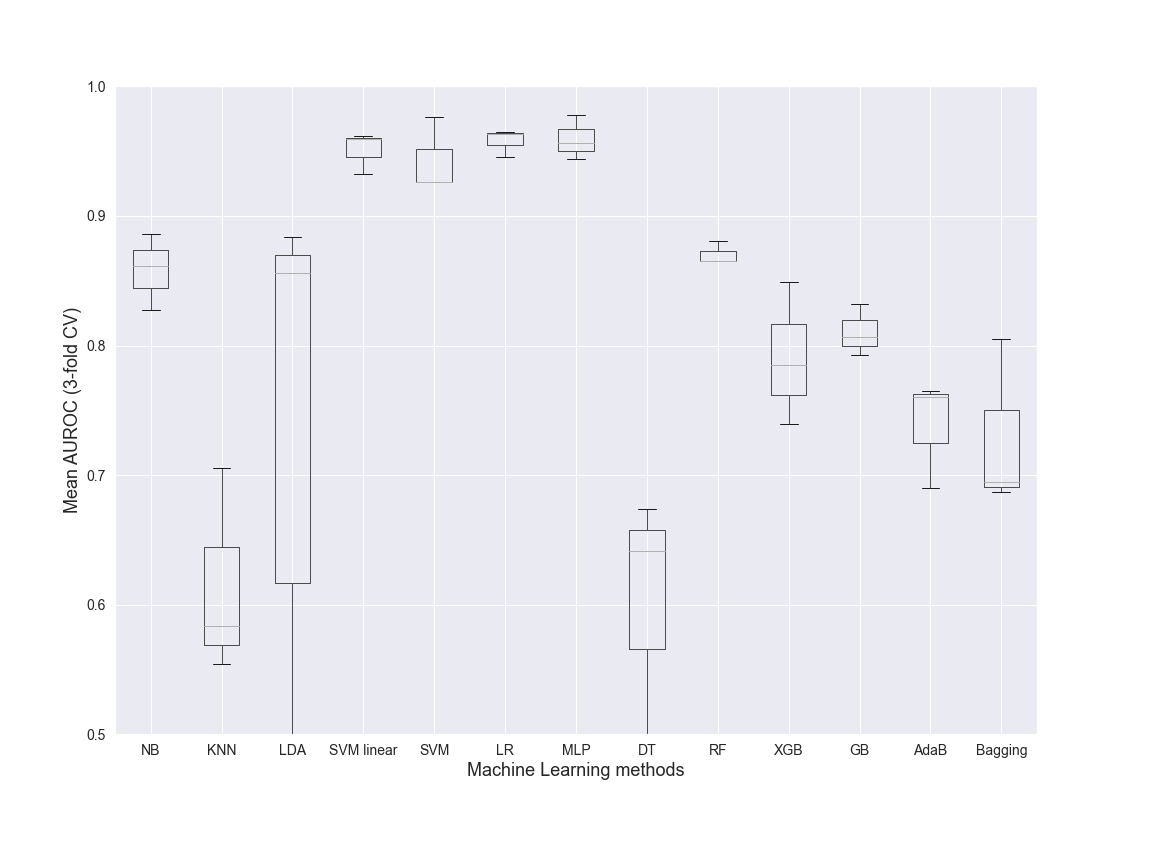 1.0
0.9
0.8
0.7
0.6
0.5
Mean AUROC (3-fold CV)
NB KNN LDA SVM linear SVM LR MLP DT RF XGB GB AdaB Bagging
Machine Learning methods